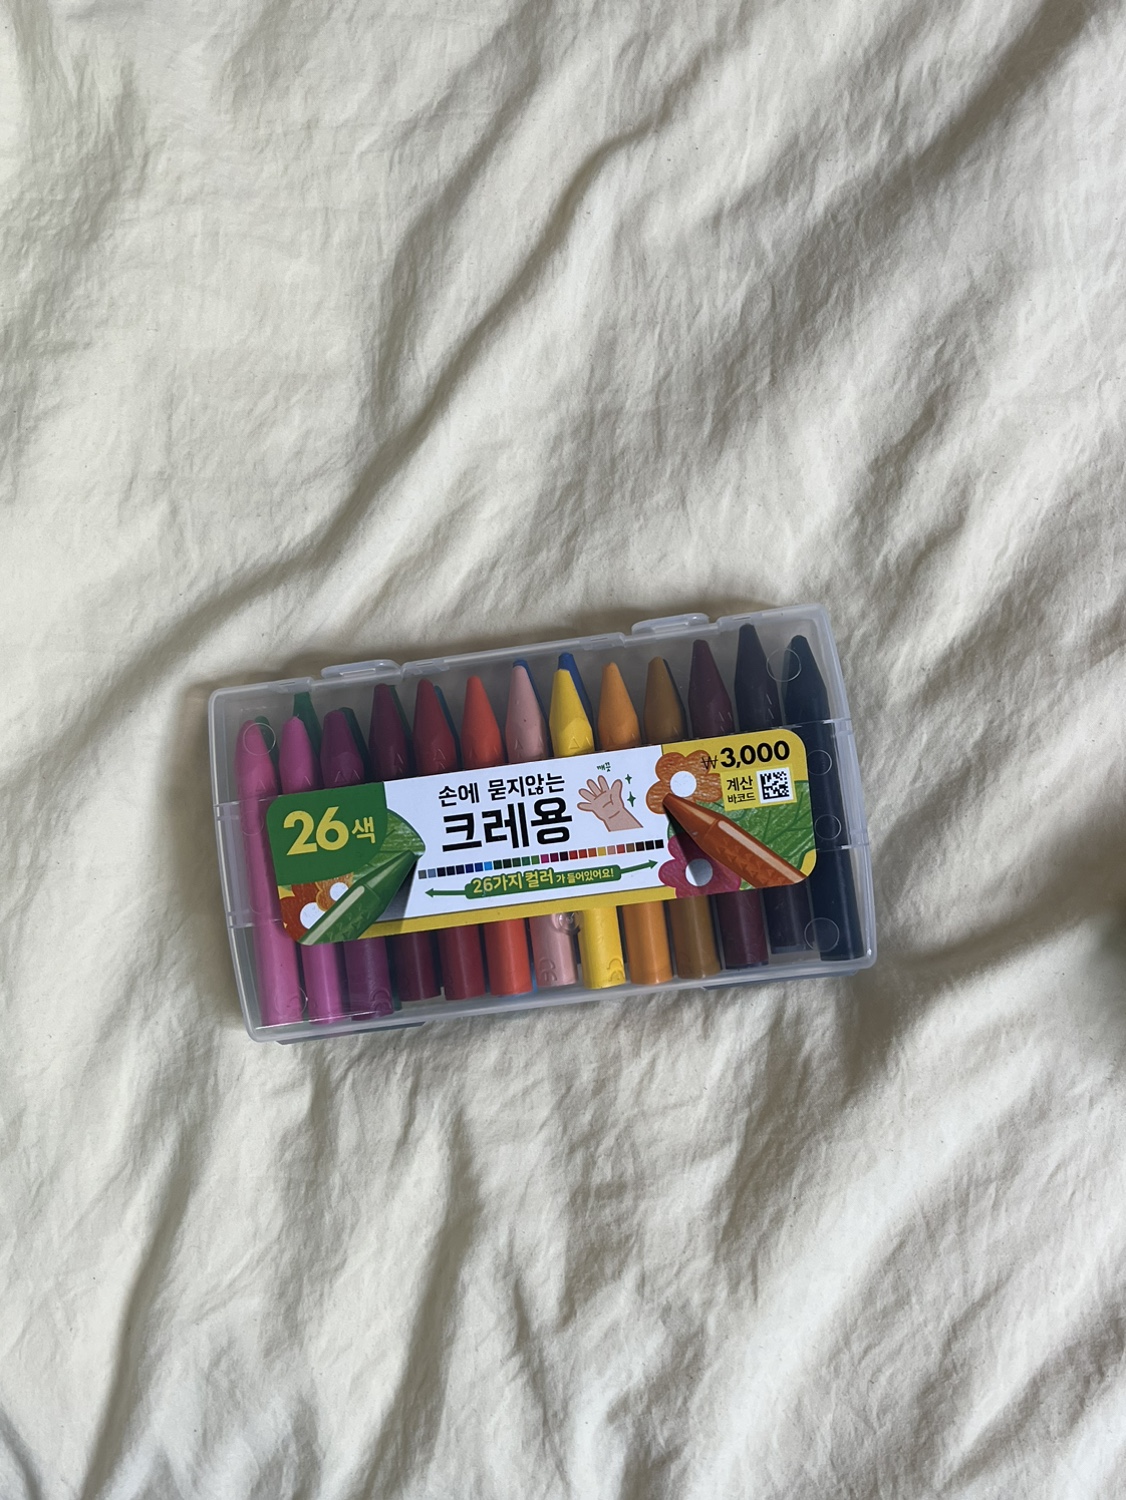 26색
손에 묻지않는
크레용
깨끗
26가지 컬러가 들어있어요!
₩3,000
계산
바코드